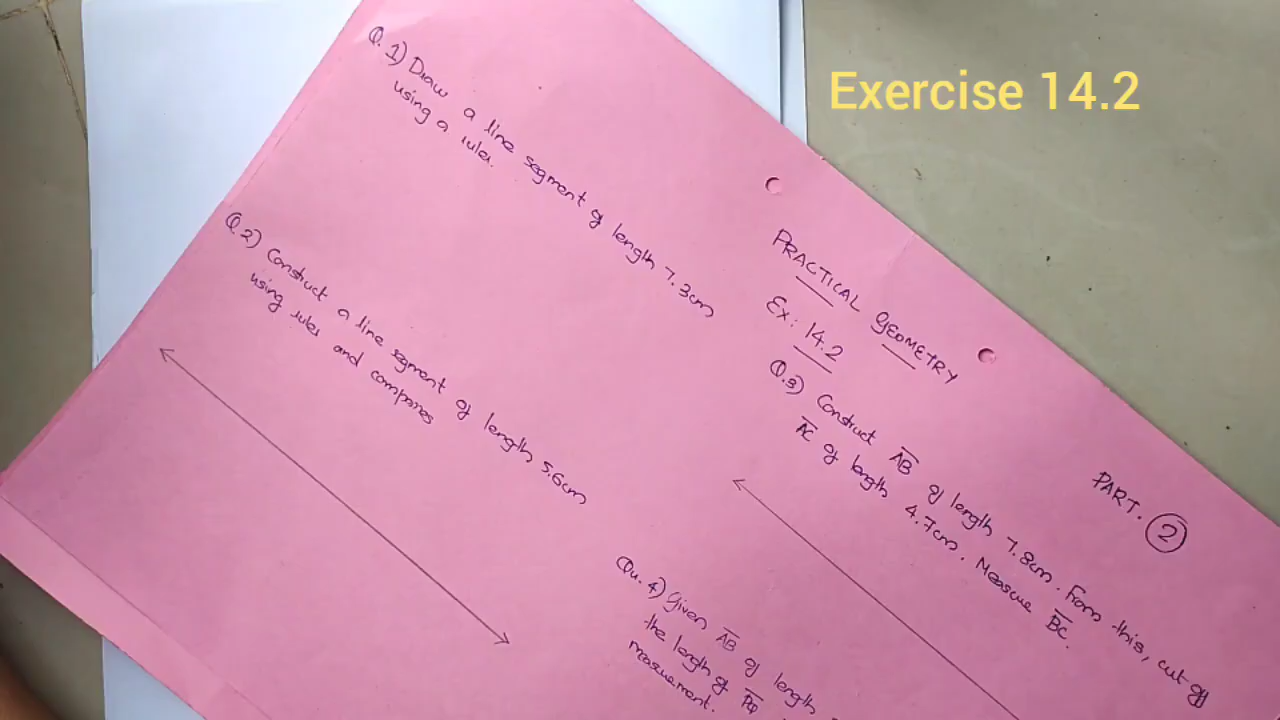 Exercise 14.2
Q.1) Draw a line segment of length 7.3cm
using a ruler.
Q.2) Construct a line segment of length 5.6cm
using ruler and compasses
PRACTICAL GEOMETRY
Ex: 14.2
PART. 2
Q.3) Construct AB of length 7.8cm. From this, cut off
AC of length 4.7cm. Measure BC.
Qu. 4) Given AB of length
the length of PQ
measurement.